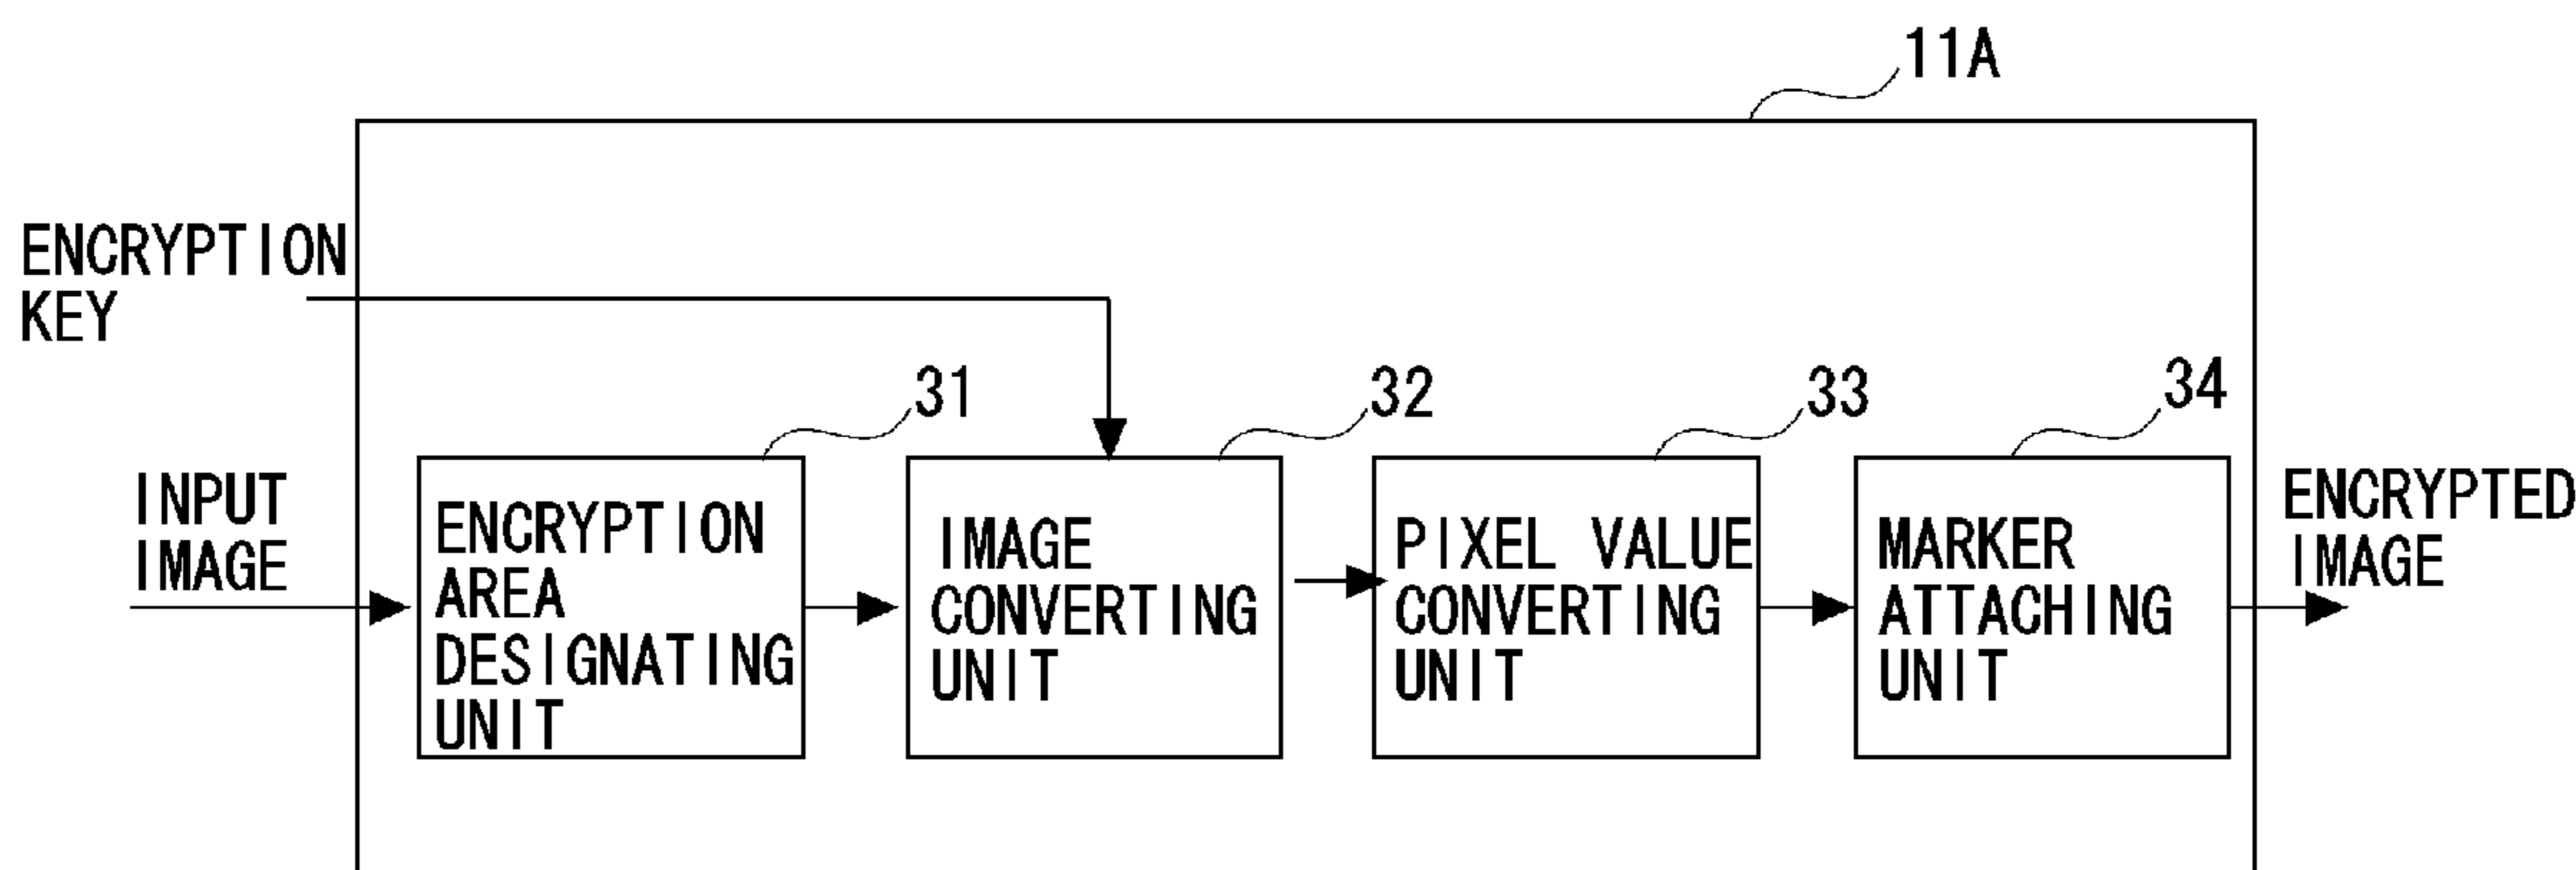 11A
ENCRYPTION
KEY
31
32
33
34
INPUT
IMAGE
ENCRYPTION
AREA
DESIGNATING
UNIT
IMAGE
CONVERTING
UNIT
PIXEL VALUE
CONVERTING
UNIT
MARKER
ATTACHING
UNIT
ENCRYPTED
IMAGE